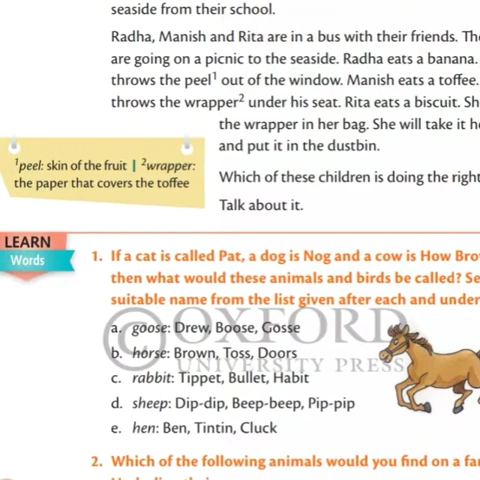 seaside from their school.
Radha, Manish and Rita are in a bus with their friends.
are going on a picnic to the seaside. Radha eats a banana.
throws the peel¹ out of the window. Manish eats a toffee.
throws the wrapper² under his seat. Rita eats a biscuit.
the wrapper in her bag. She will take it
and put it in the dustbin.
¹peel: skin of the fruit | ²wrapper:
the paper that covers the toffee
Which of these children is doing the right
Talk about it.
LEARN
Words
1. If a cat is called Pat, a dog is Nog and a cow is How
then what would these animals and birds be called?
suitable name from the list given after each and
a. goose: Drew, Boose, Gosse
b. horse: Brown, Toss, Doors
c. rabbit: Tippet, Bullet, Habit
d. sheep: Dip-dip, Beep-beep, Pip-pip
e. hen: Ben, Tintin, Cluck
© OXFORD
UNIVERSITY PRESS
2. Which of the following animals would you find on a